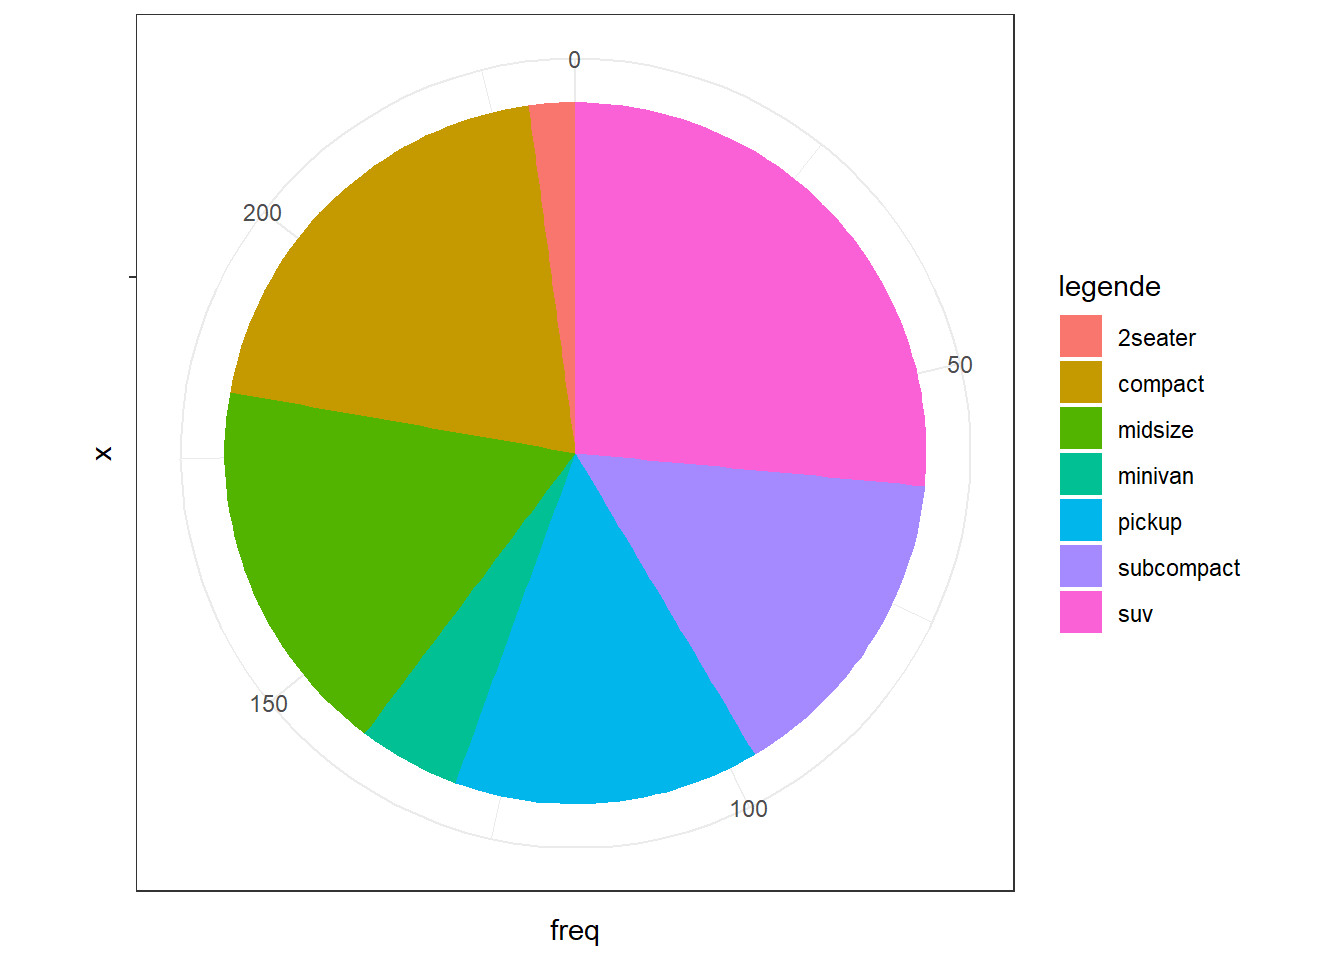 0
200
50
150
100
x
freq
legende
2seater
compact
midsize
minivan
pickup
subcompact
suv